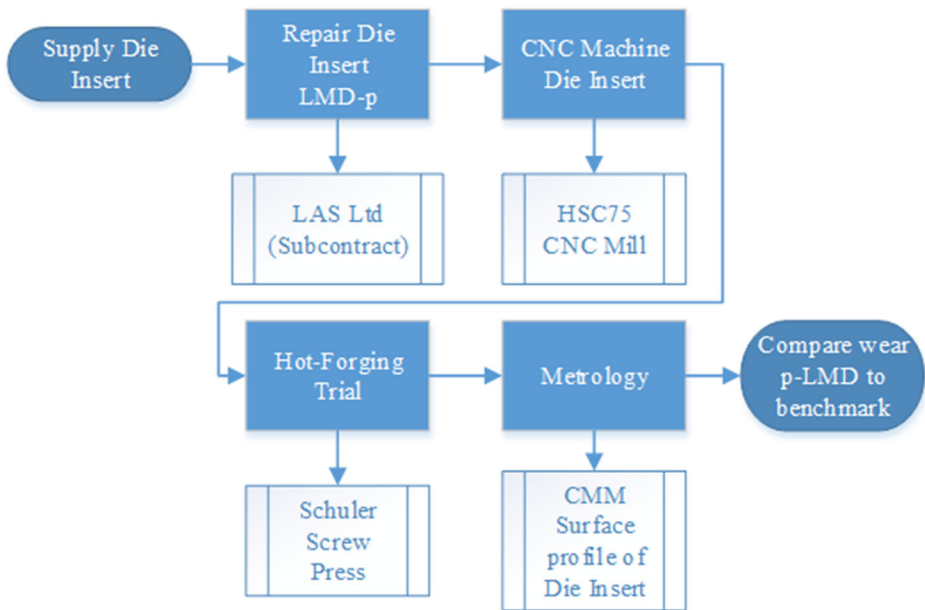 Supply Die
Insert
Repair Die
Insert
LMD-p
CNC Machine
Die Insert
LAS Ltd
(Subcontract)
HSC75
CNC Mill
Hot-Forging
Trial
Metrology
Compare wear
p-LMD to
benchmark
Schuler
Screw
Press
CMM
Surface
profile of
Die Insert